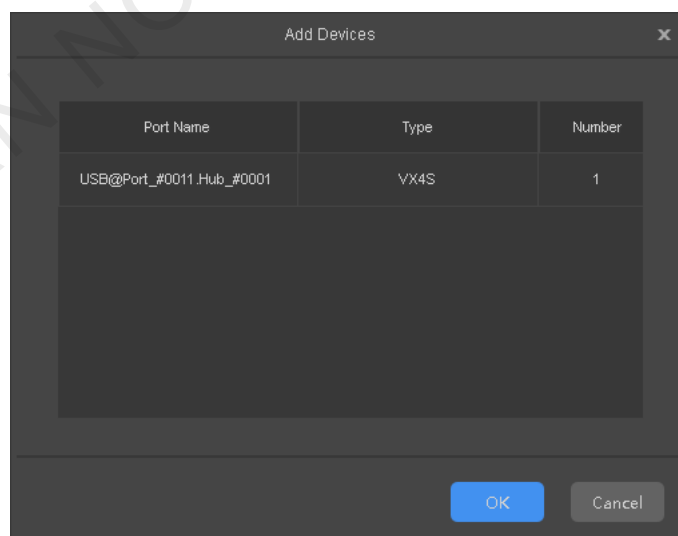 Add Devices x
Port Name Type Number
USB@Port_#0011.Hub_#0001 VX4S 1
OK Cancel